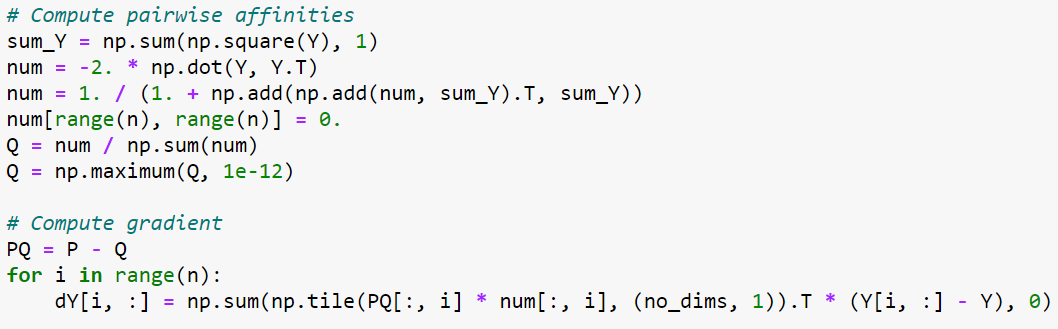 # Compute pairwise affinities
sum_Y = np.sum(np.square(Y), 1)
num = -2. * np.dot(Y, Y.T)
num = 1. / (1. + np.add(np.add(num, sum_Y).T, sum_Y))
num[range(n), range(n)] = 0.
Q = num / np.sum(num)
Q = np.maximum(Q, 1e-12)

# Compute gradient
PQ = P - Q
for i in range(n):
    dY[i, :] = np.sum(np.tile(PQ[:, i] * num[:, i], (no_dims, 1)).T * (Y[i, :] - Y), 0)